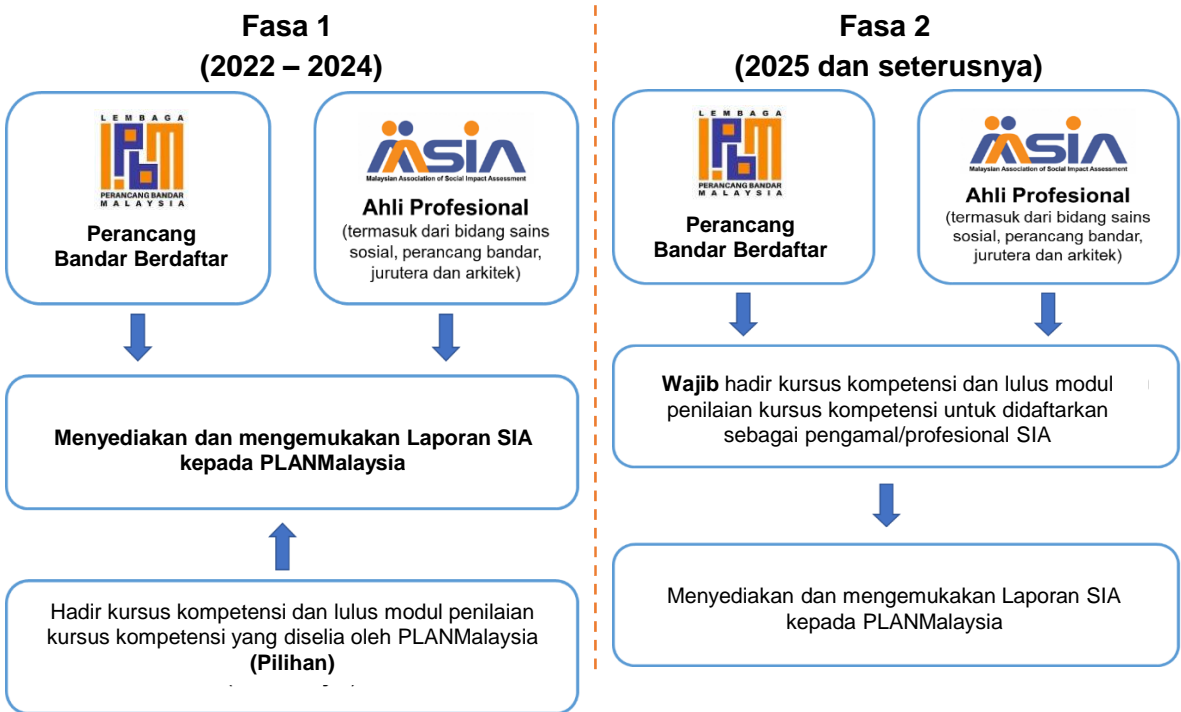 Fasa 1
(2022 – 2024)
LEMBAGA
lpbm
PERANCANG BANDAR
MALAYSIA
Perancang
Bandar Berdaftar
MSIA
Malaysian Association of Social Impact Assessment
Ahli Profesional
(termasuk dari bidang sains
sosial, perancang bandar,
jurutera dan arkitek)
Menyediakan dan mengemukakan Laporan SIA
kepada PLANMalaysia
Hadir kursus kompetensi dan lulus modul penilaian
kursus kompetensi yang diselia oleh PLANMalaysia
(Pilihan)
Fasa 2
(2025 dan seterusnya)
LEMBAGA
lpbm
PERANCANG BANDAR
MALAYSIA
Perancang
Bandar Berdaftar
MSIA
Malaysian Association of Social Impact Assessment
Ahli Profesional
(termasuk dari bidang sains
sosial, perancang bandar,
jurutera dan arkitek)
Wajib hadir kursus kompetensi dan lulus modul
penilaian kursus kompetensi untuk didaftarkan
sebagai pengamal/profesional SIA
Menyediakan dan mengemukakan Laporan SIA
kepada PLANMalaysia